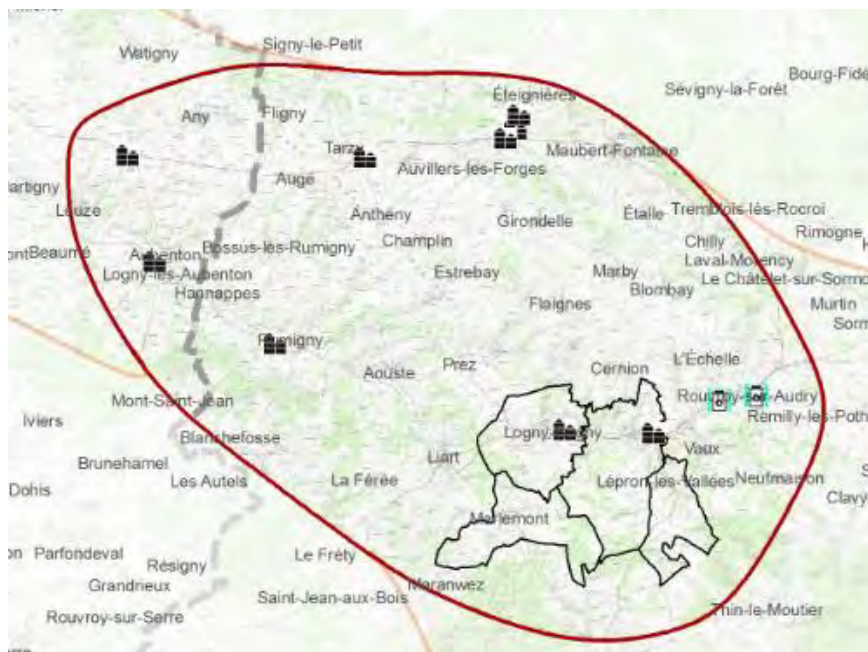 Signy-le-Petit
Watigny
Bourg-Fidè
Sévigny-la-Forêt
Any
Fligny
Éteignières
Tarzy
Maubert-Fontaine
Auvillers-les-Forges
Auge
artigny
Leuze
Antheny
Girondelle
Étalle
Tremblois-lès-Rocroi
Rimogne
Champlin
Bossus-lès-Rumigny
Chilly
Beaumé
Aubenton
Laval-Morency
Logny-lès-Aubenton
Estrebay
Marby
Le Châtelet-sur-Sormo
Hannappes
Blombay
Flaignes
Murtin
Sorm
Rumigny
L'Échelle
Prez
Cernion
Aouste
Mont-Saint-Jean
Rouvroy-sur-Audry
Remilly-les-Poth
Iviers
Blanchefosse
Logny
Vaux
Brunehamel
Liart
Les Autels
La Férée
Lépron-les-Vallées
Neufmaison
Dohis
Clavy
Marlemont
Parfondeval
Le Fréty
Résigny
Grandrieux
Maranwez
Saint-Jean-aux-Bois
Thin-le-Moutier
Rouvroy-sur-Serre